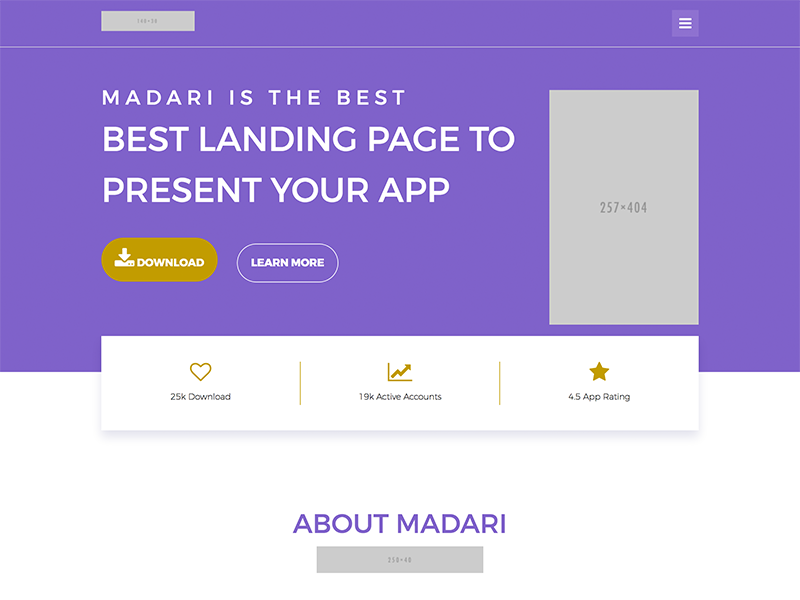 140×30
MADARI IS THE BEST
BEST LANDING PAGE TO
PRESENT YOUR APP
257×404
DOWNLOAD
LEARN MORE
25k Download
19k Active Accounts
4.5 App Rating
ABOUT MADARI
250×40